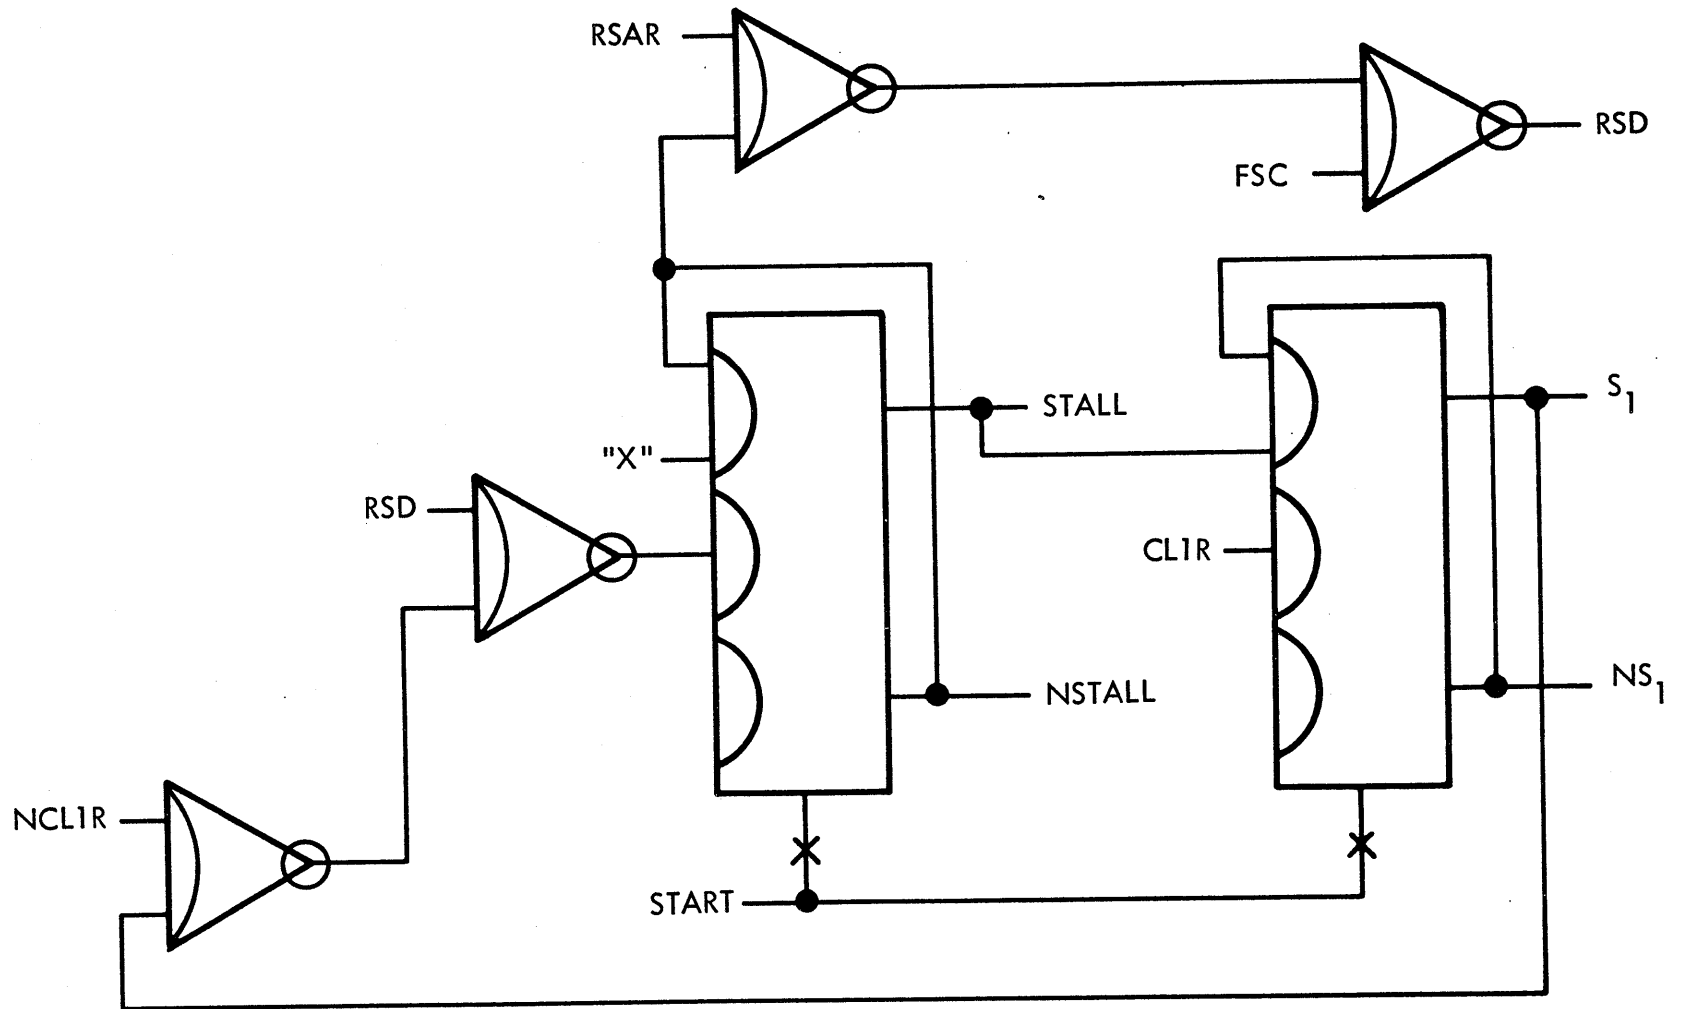 RSAR
RSD
FSC
S1
STALL
"X"
RSD
CL1R
NS1
NSTALL
NCL1R
START